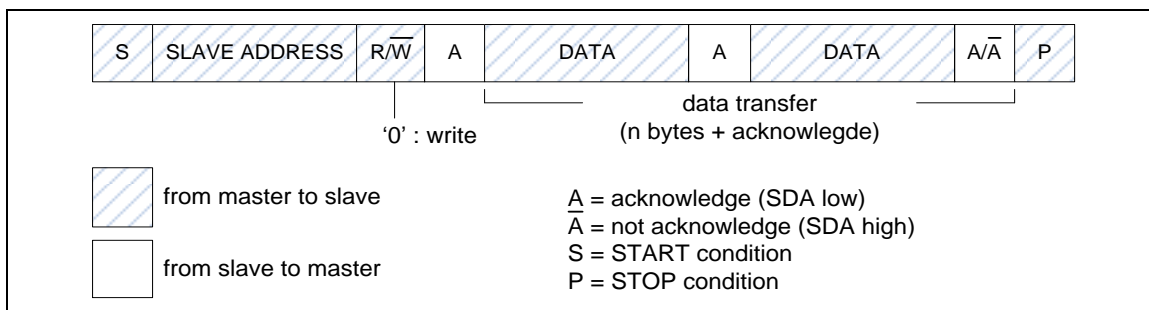 S SLAVE ADDRESS R/W̅ A DATA A DATA A/A̅ P
data transfer
(n bytes + acknowlegde)
‘0’ : write
from master to slave
from slave to master
A = acknowledge (SDA low)
A̅ = not acknowledge (SDA high)
S = START condition
P = STOP condition